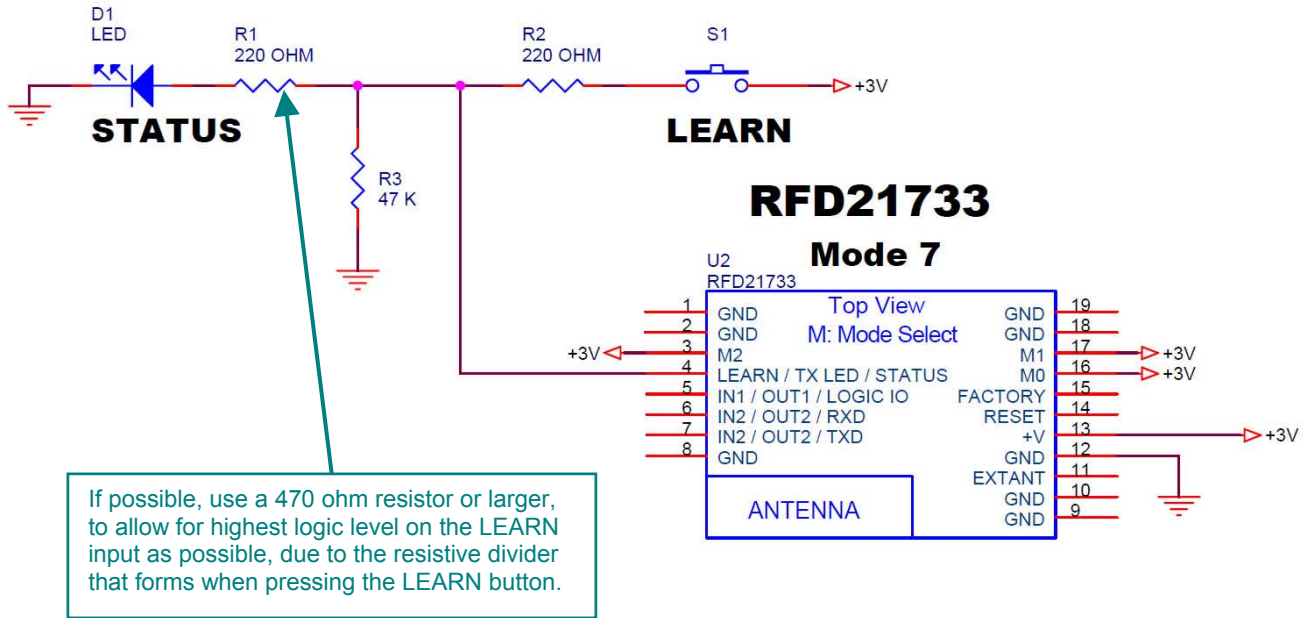 D1
LED
R1
220 OHM
R2
220 OHM
S1
+3V
STATUS
LEARN
R3
47 K
RFD21733
Mode 7
U2
RFD21733
Top View
M: Mode Select
1 GND
2 GND
+3V 3 M2
4 LEARN / TX LED / STATUS
5 IN1 / OUT1 / LOGIC IO
6 IN2 / OUT2 / RXD
7 IN2 / OUT2 / TXD
8 GND
GND 19
GND 18
M1 17 +3V
M0 16 +3V
FACTORY 15
RESET 14
+V 13 +3V
GND 12
EXTANT 11
GND 10
GND 9
ANTENNA
If possible, use a 470 ohm resistor or larger,
to allow for highest logic level on the LEARN
input as possible, due to the resistive divider
that forms when pressing the LEARN button.